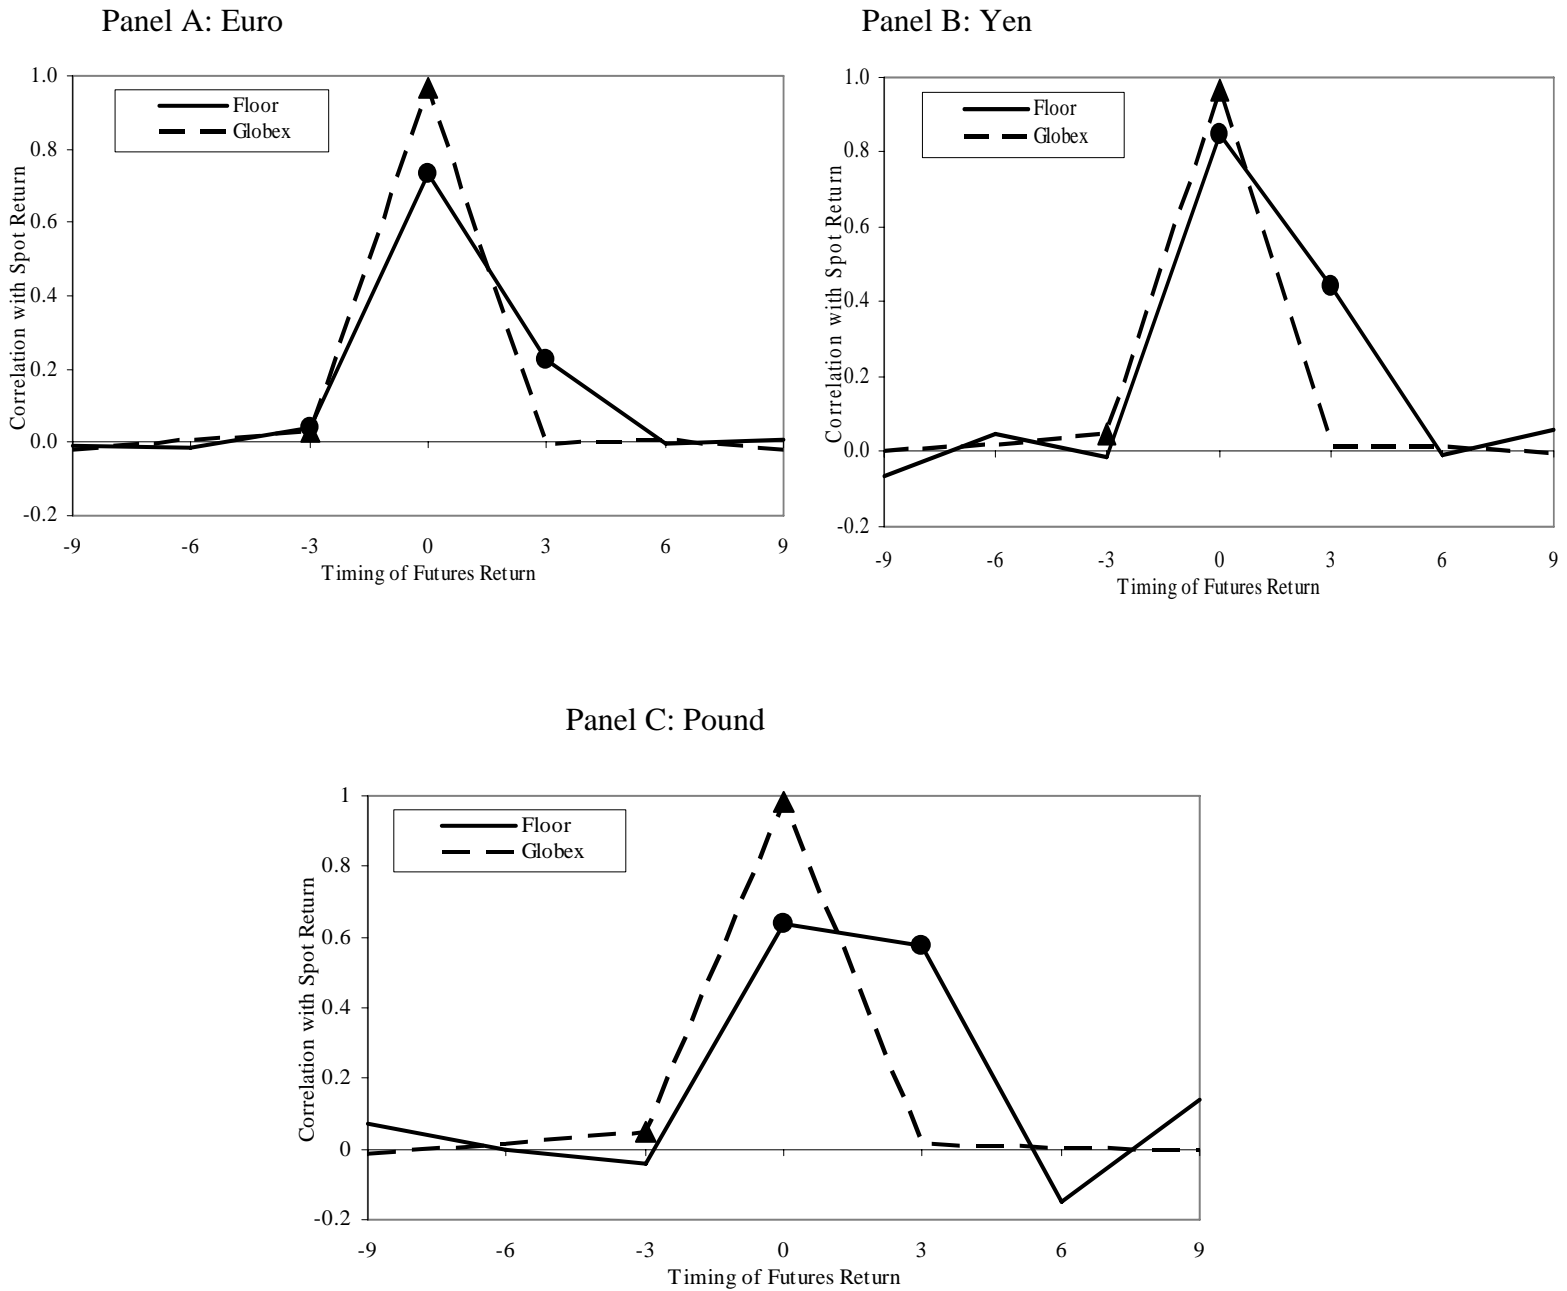 Panel A: Euro
1.0
0.8
0.6
0.4
0.2
0.0
-0.2
Correlation with Spot Return
Floor
Globex
-9 -6 -3 0 3 6 9
Timing of Futures Return
Panel B: Yen
1.0
0.8
0.6
0.4
0.2
0.0
-0.2
Correlation with Spot Return
Floor
Globex
-9 -6 -3 0 3 6 9
Timing of Futures Return
Panel C: Pound
1
0.8
0.6
0.4
0.2
0
-0.2
Correlation with Spot Return
Floor
Globex
-9 -6 -3 0 3 6 9
Timing of Futures Return